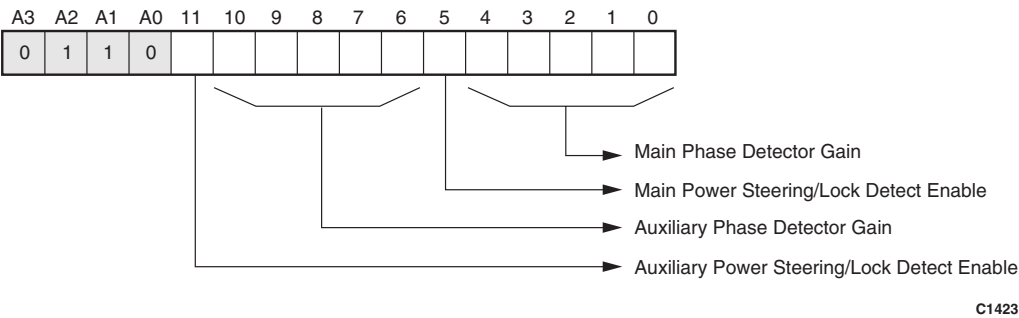 A3 A2 A1 A0 11 10 9 8 7 6 5 4 3 2 1 0
0 1 1 0
Main Phase Detector Gain
Main Power Steering/Lock Detect Enable
Auxiliary Phase Detector Gain
Auxiliary Power Steering/Lock Detect Enable
C1423